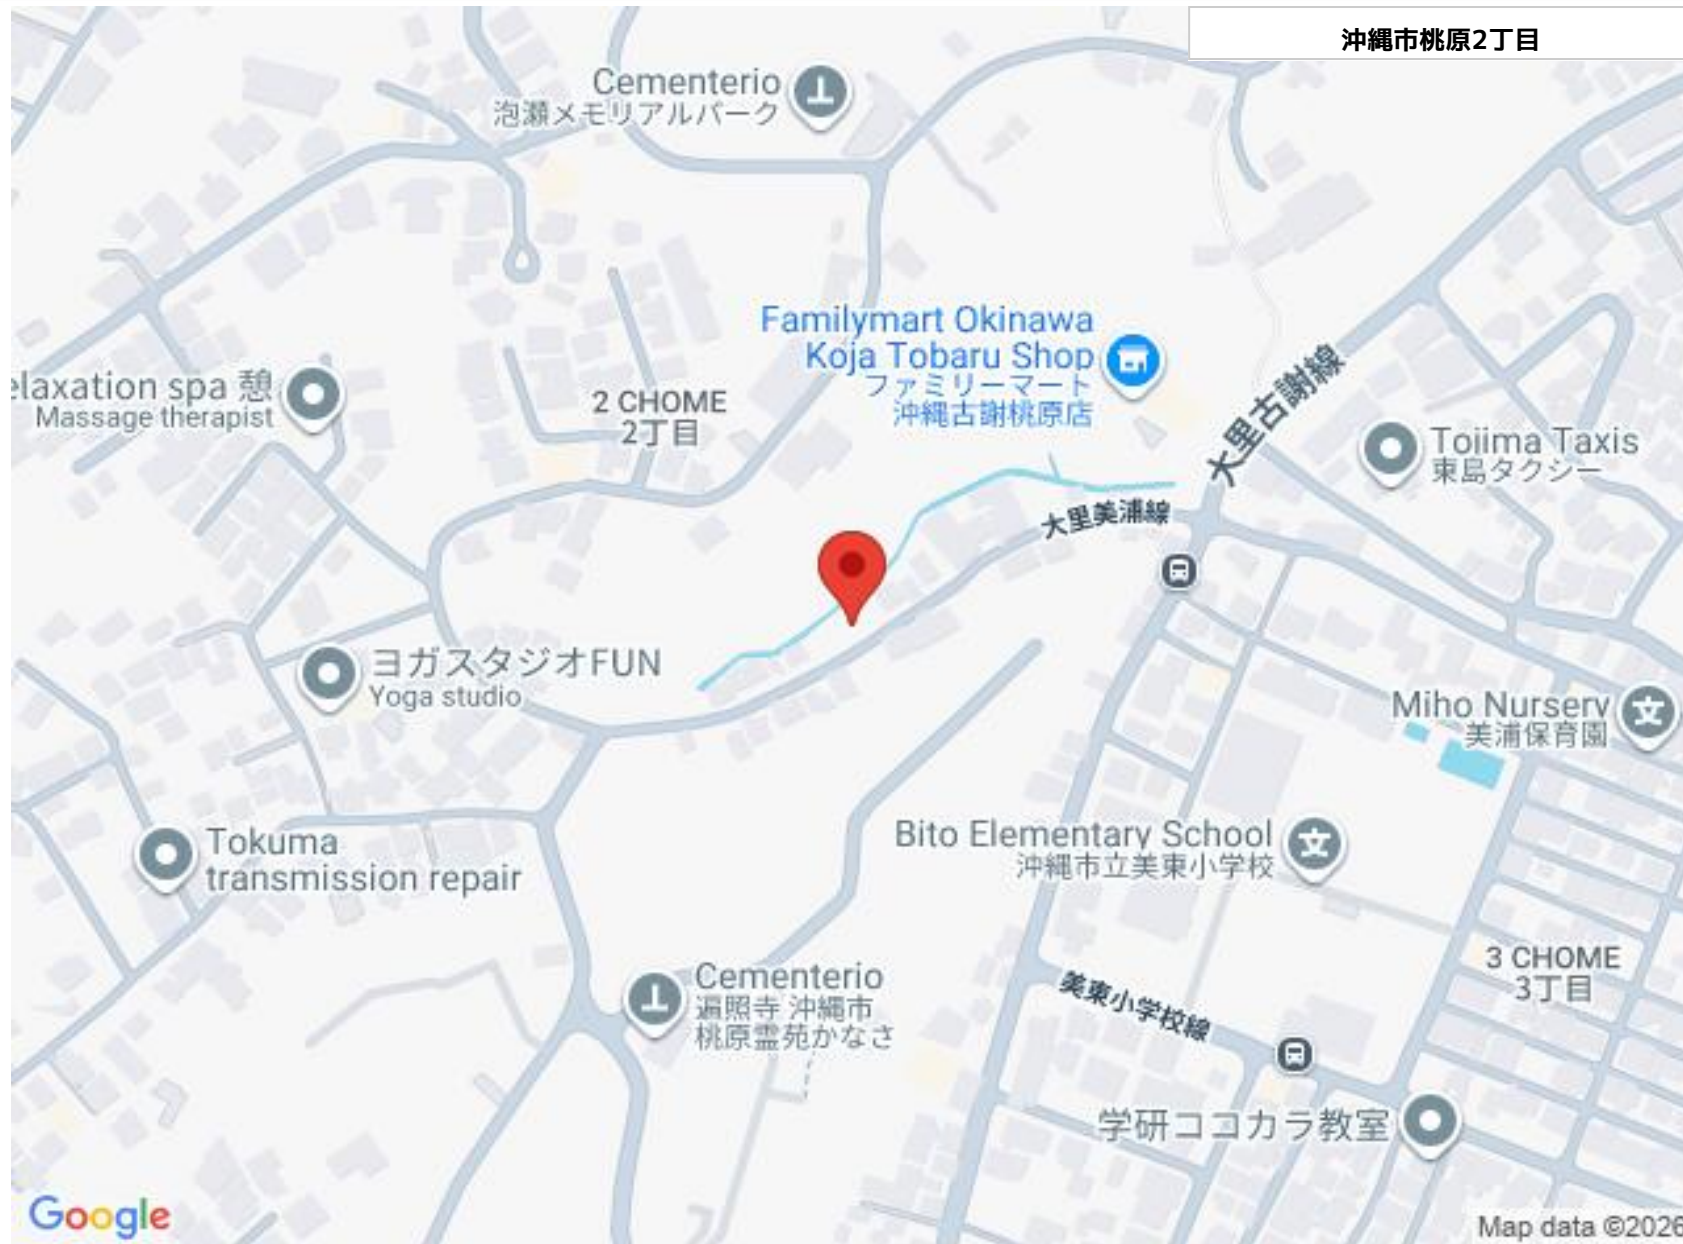 沖縄市桃原2丁目
Cementerio
泡瀬メモリアルパーク
Familymart Okinawa
Koja Tobaru Shop
ファミリーマート
沖縄古謝桃原店
大里古謝線
elaxation spa 憩
Massage therapist
2 CHOME
2丁目
Tojima Taxis
東島タクシー
大里美浦線
ヨガスタジオFUN
Yoga studio
Miho Nursery
美浦保育園
Tokuma
transmission repair
Bito Elementary School
沖縄市立美東小学校
Cementerio
遍照寺 沖縄市
桃原霊苑かなさ
3 CHOME
3丁目
美東小学校線
学研ココカラ教室
Google
Map data ©2026